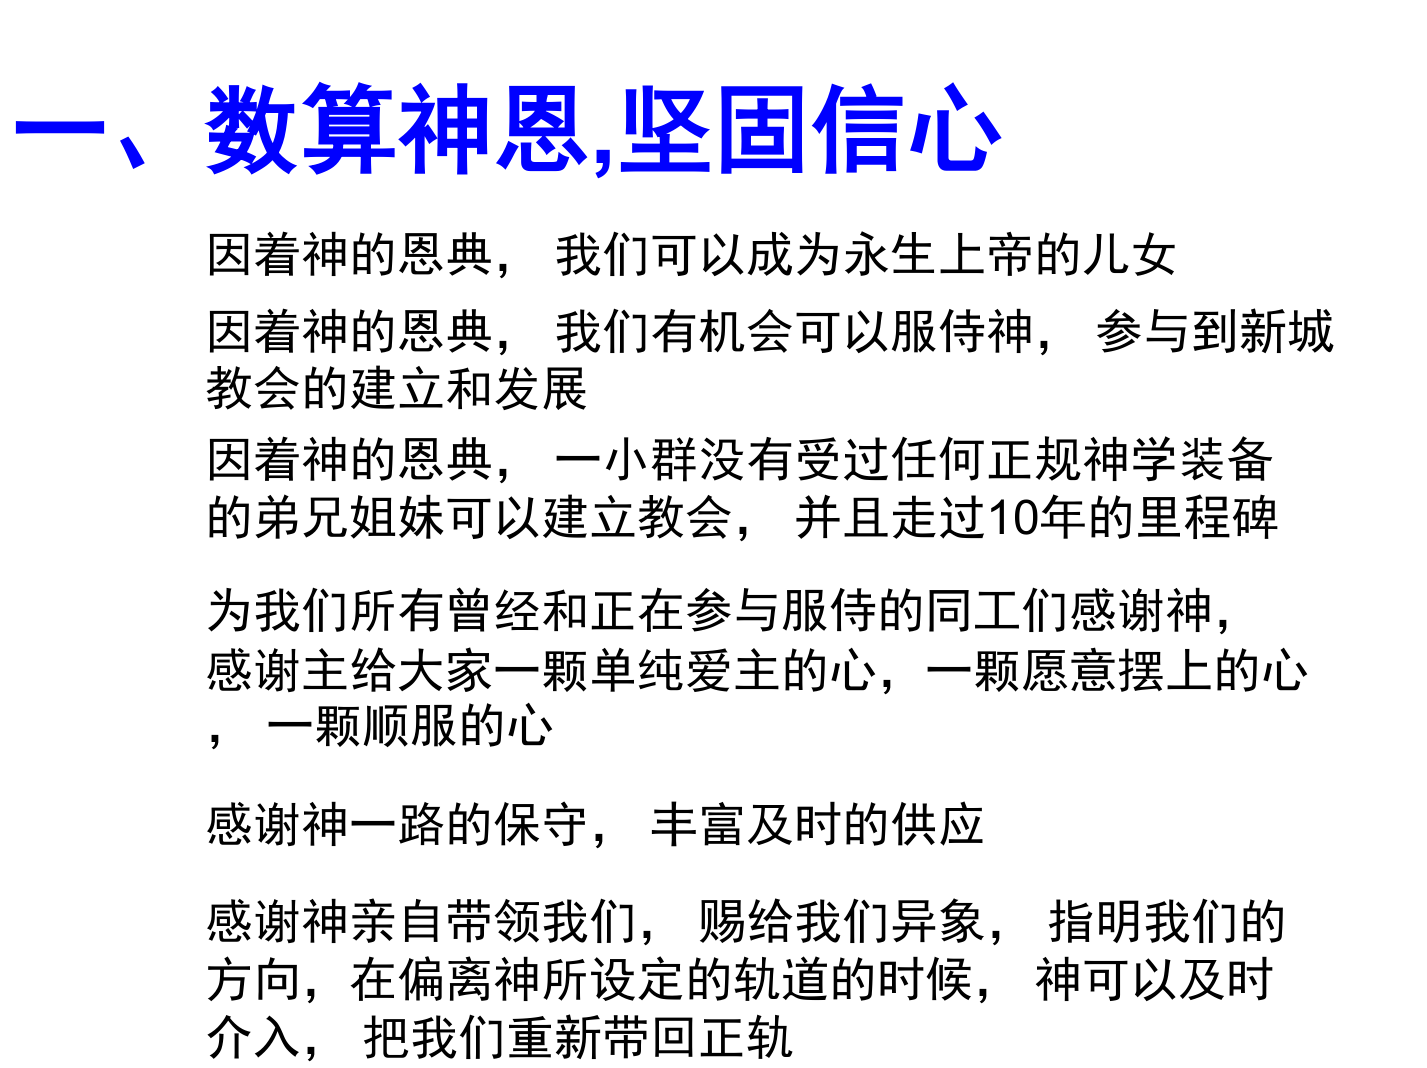 一、数算神恩,坚固信心
因着神的恩典， 我们可以成为永生上帝的儿女
因着神的恩典， 我们有机会可以服侍神， 参与到新城
教会的建立和发展
因着神的恩典， 一小群没有受过任何正规神学装备
的弟兄姐妹可以建立教会， 并且走过10年的里程碑
为我们所有曾经和正在参与服侍的同工们感谢神，
感谢主给大家一颗单纯爱主的心，一颗愿意摆上的心
， 一颗顺服的心
感谢神一路的保守， 丰富及时的供应
感谢神亲自带领我们， 赐给我们异象， 指明我们的
方向，在偏离神所设定的轨道的时候， 神可以及时
介入， 把我们重新带回正轨